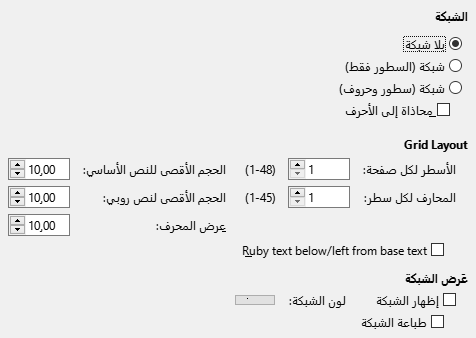 الشبكة
بلا شبكة
شبكة (السطور فقط)
شبكة (سطور وحروف)
محاذاة إلى الأحرف
Grid Layout
الأسطر لكل صفحة: 1 (1-48) الحجم الأقصى للنص الأساسي: 10,00
المحارف لكل سطر: 1 (1-45) الحجم الأقصى لنص روبي: 10,00
عرض المحرف: 10,00
Ruby text below/left from base text
عرض الشبكة
إظهار الشبكة لون الشبكة:
طباعة الشبكة